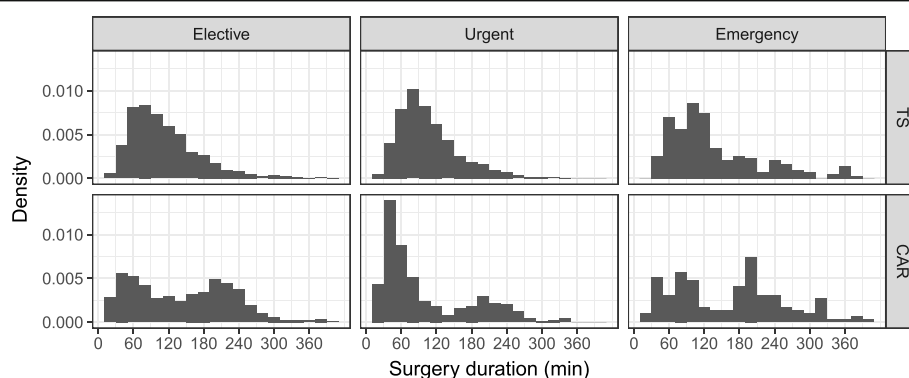 Elective Urgent Emergency
0.010
0.005
0.000
TS
Density
0.010
0.005
0.000
CAR
0 60 120 180 240 300 360 0 60 120 180 240 300 360 0 60 120 180 240 300 360
Surgery duration (min)